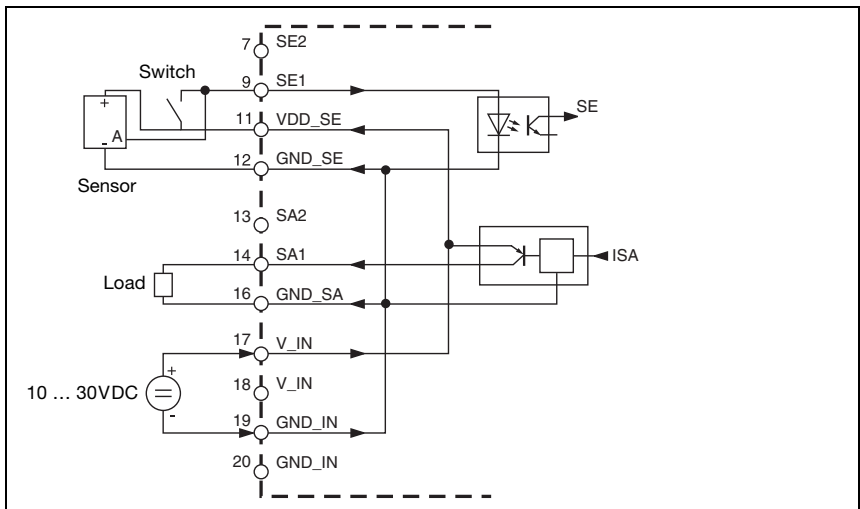 7 SE2
Switch
9 SE1
SE
+
11 VDD_SE
A
-
12 GND_SE
Sensor
13 SA2
14 SA1
ISA
Load
16 GND_SA
17 V_IN
+
10 ... 30VDC
18 V_IN
-
19 GND_IN
20 GND_IN